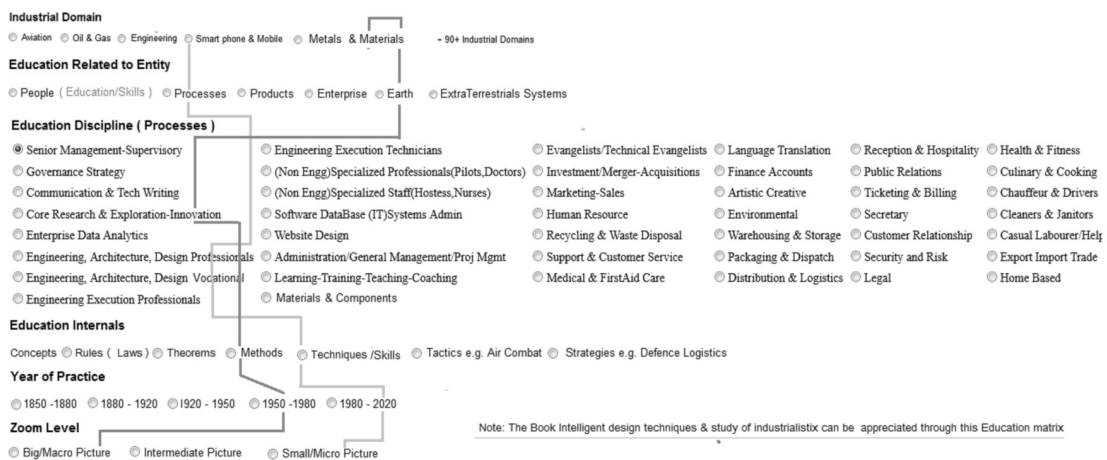 Industrial Domain
Aviation Oil & Gas Engineering Smart phone & Mobile Metals & Materials ~ 90+ Industrial Domains
Education Related to Entity
People ( Education/Skills ) Processes Products Enterprise Earth ExtraTerrestrials Systems
Education Discipline ( Processes )
Senior Management-Supervisory Engineering Execution Technicians Evangelists/Technical Evangelists Language Translation Reception & Hospitality Health & Fitness
Governance Strategy (Non Engg)Specialized Professionals(Pilots,Doctors) Investment/Merger-Acquisitions Finance Accounts Public Relations Culinary & Cooking
Communication & Tech Writing (Non Engg)Specialized Staff(Hostess,Nurses) Marketing-Sales Artistic Creative Ticketing & Billing Chauffeur & Drivers
Core Research & Exploration-Innovation Software DataBase (IT)Systems Admin Human Resource Environmental Secretary Cleaners & Janitors
Enterprise Data Analytics Website Design Recycling & Waste Disposal Warehousing & Storage Customer Relationship Casual Labourer/Help
Engineering, Architecture, Design Professionals Administration/General Management/Proj Mgmt Support & Customer Service Packaging & Dispatch Security and Risk Export Import Trade
Engineering, Architecture, Design Vocational Learning-Training-Teaching-Coaching Medical & FirstAid Care Distribution & Logistics Legal Home Based
Engineering Execution Professionals Materials & Components
Education Internals
Concepts Rules ( Laws ) Theorems Methods Techniques /Skills Tactics e.g. Air Combat Strategies e.g. Defence Logistics
Year of Practice
1850 -1880 1880 - 1920 I920 - 1950 1950 -1980 1980 - 2020
Zoom Level
Note: The Book Intelligent design techniques & study of industrialistix can be appreciated through this Education matrix
Big/Macro Picture Intermediate Picture Small/Micro Picture